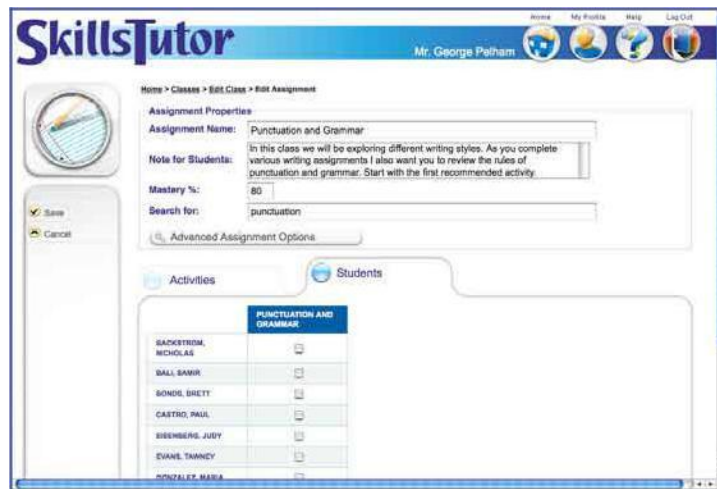 Home My Profile Help Log Out
SkillsTutor
Mr. George Pelham
Home > Classes > Edit Class > Edit Assignment
Assignment Properties
Assignment Name: Punctuation and Grammar
Note for Students: In this class we will be exploring different writing styles. As you complete
various writing assignments I also want you to review the rules of
punctuation and grammar. Start with the first recommended activity.
Mastery %: 80
Search for: punctuation
Save
Cancel
Advanced Assignment Options
Activities
Students
PUNCTUATION AND
GRAMMAR
BACKSTROM,
NICHOLAS
BALI, SAMIR
BONDS, BRETT
CASTRO, PAUL
EISENBERG, JUDY
EVANS, TAWNEY
GONZALEZ, MARIA